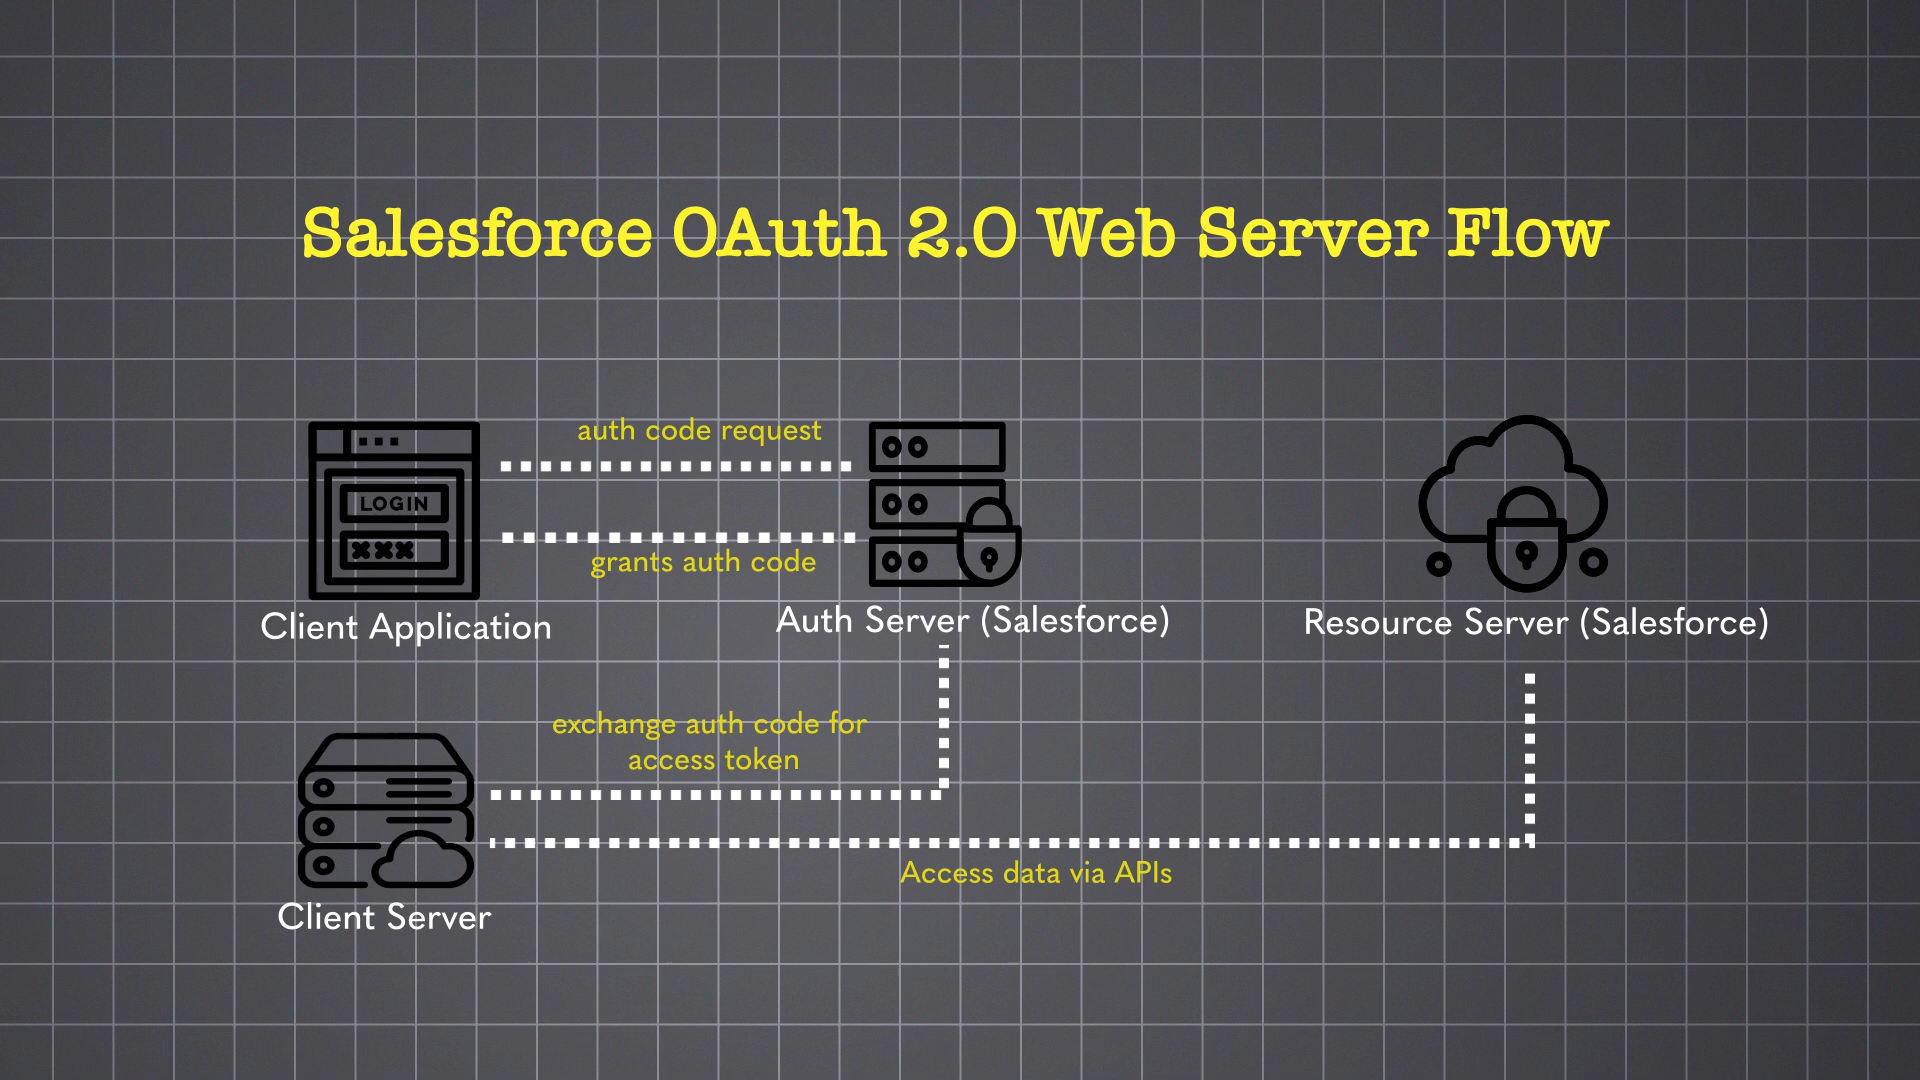 Salesforce OAuth 2.0 Web Server Flow
auth code request
LOGIN
xxx
grants auth code
Client Application
Auth Server (Salesforce)
Resource Server (Salesforce)
exchange auth code for
access token
Access data via APIs
Client Server